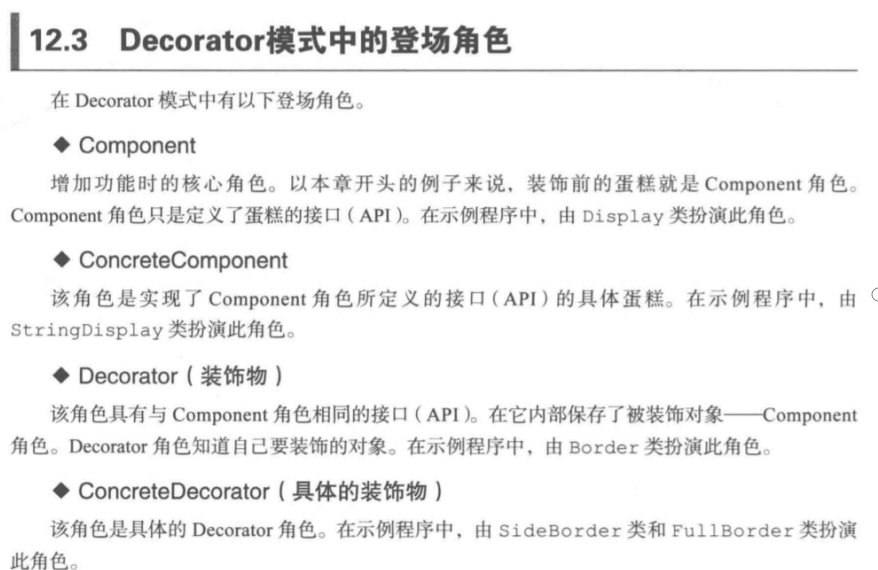 12.3 Decorator模式中的登场角色
在 Decorator 模式中有以下登场角色。
◆ Component
增加功能时的核心角色。以本章开头的例子来说，装饰前的蛋糕就是 Component 角色。
Component 角色只是定义了蛋糕的接口（API）。在示例程序中，由 Display 类扮演此角色。
◆ ConcreteComponent
该角色是实现了 Component 角色所定义的接口（API）的具体蛋糕。在示例程序中，由
StringDisplay 类扮演此角色。
◆ Decorator（装饰物）
该角色具有与 Component 角色相同的接口（API）。在它内部保存了被装饰对象——Component
角色。Decorator 角色知道自己要装饰的对象。在示例程序中，由 Border 类扮演此角色。
◆ ConcreteDecorator（具体的装饰物）
该角色是具体的 Decorator 角色。在示例程序中，由 SideBorder 类和 FullBorder 类扮演
此角色。